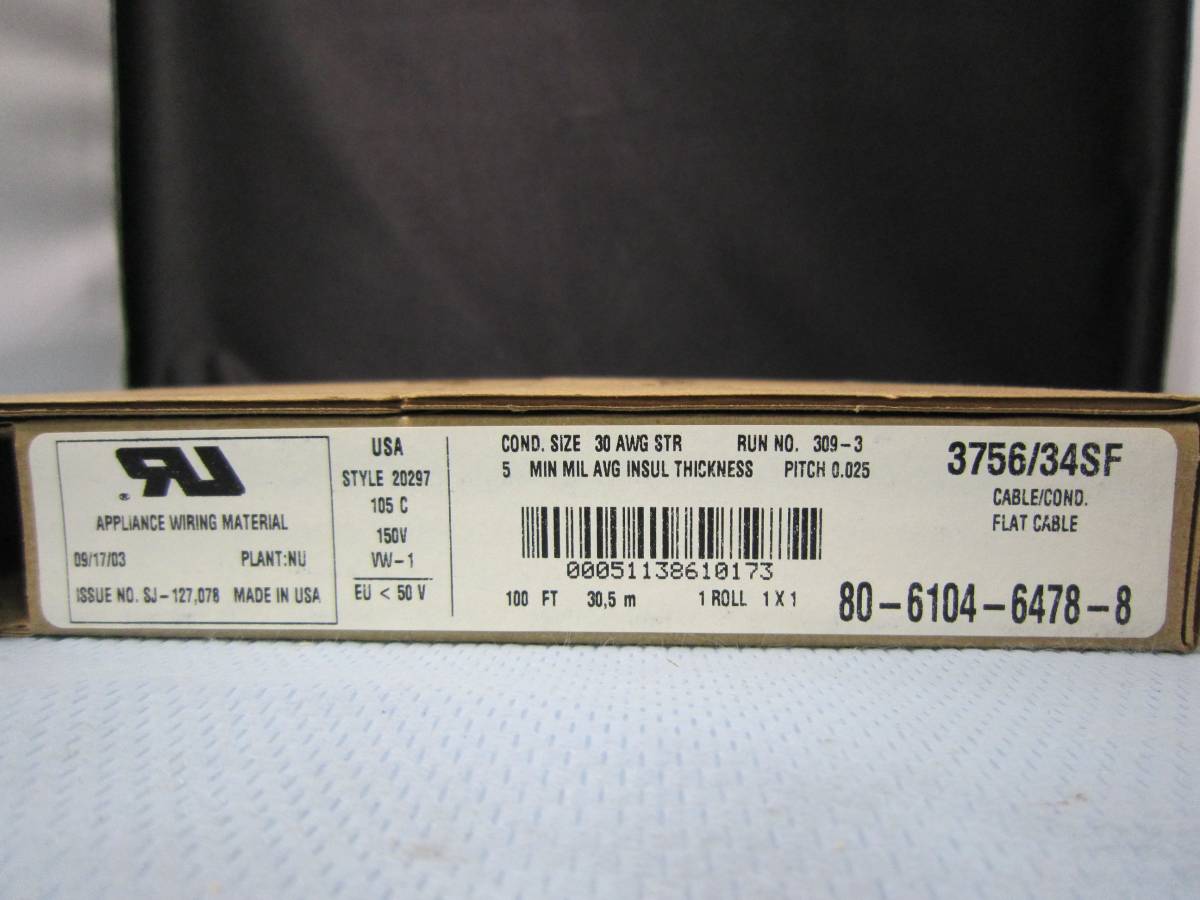 RU
®
APPLIANCE WIRING MATERIAL
09/17/03 PLANT:NU
ISSUE NO. SJ-127,078 MADE IN USA
USA
STYLE 20297
105 C
150V
VW-1
EU < 50 V
COND. SIZE 30 AWG STR RUN NO. 309-3
5 MIN MIL AVG INSUL THICKNESS PITCH 0.025
00051138610173
100 FT 30,5 m 1 ROLL 1 X 1
3756/34SF
CABLE/COND.
FLAT CABLE
80-6104-6478-8